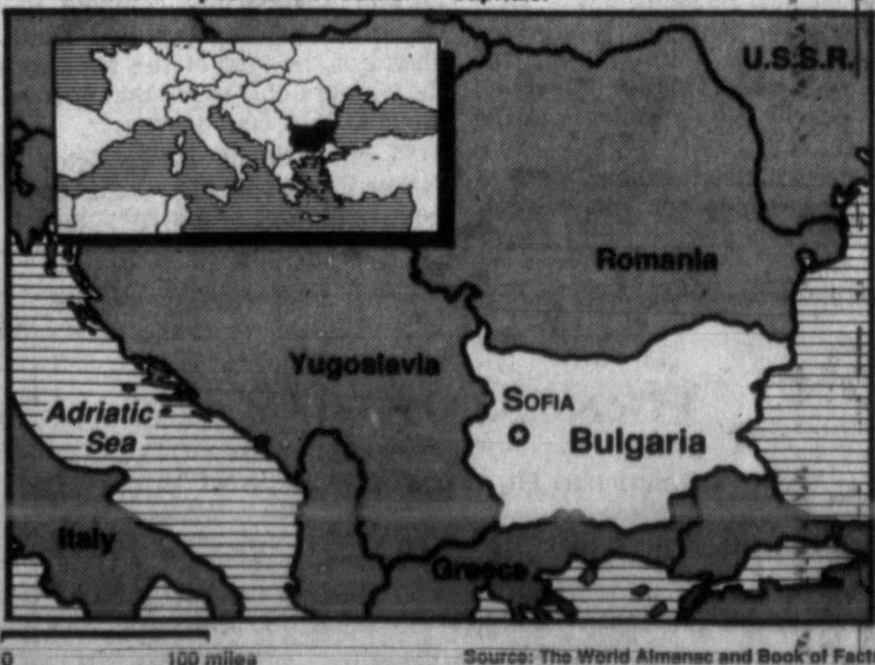 U.S.S.R.
Romania
Yugoslavia
SOFIA
Bulgaria
Adriatic
Sea
Italy
Greece
0 100 miles
Source: The World Almanac and Book of Facts